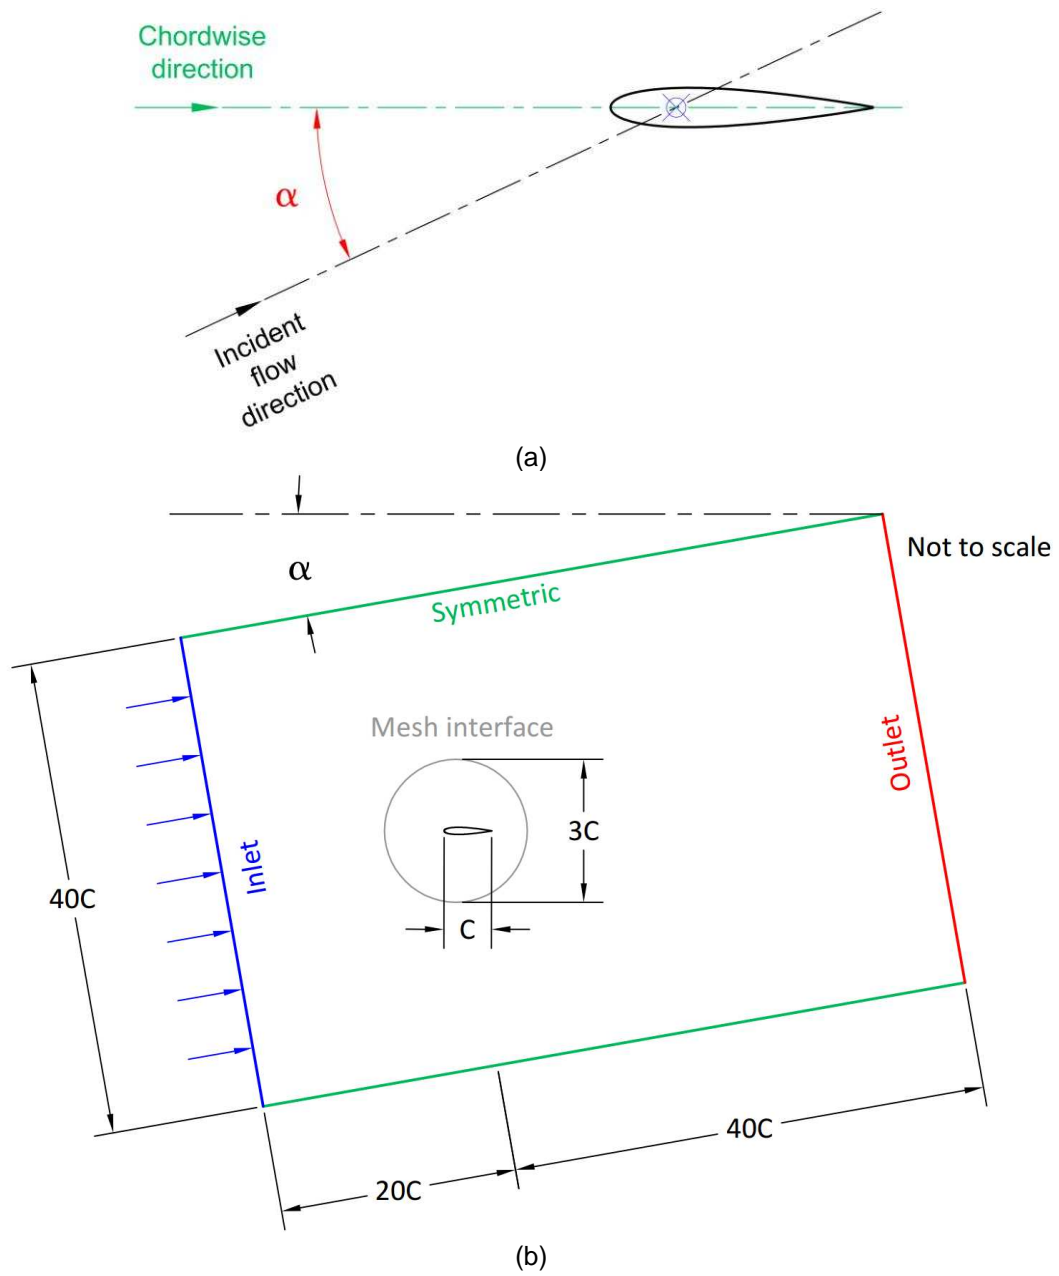 Chordwise
direction
α
Incident
flow
direction
(a)
α
Not to scale
Symmetric
Mesh interface
Outlet
3C
Inlet
40C
C
40C
20C
(b)